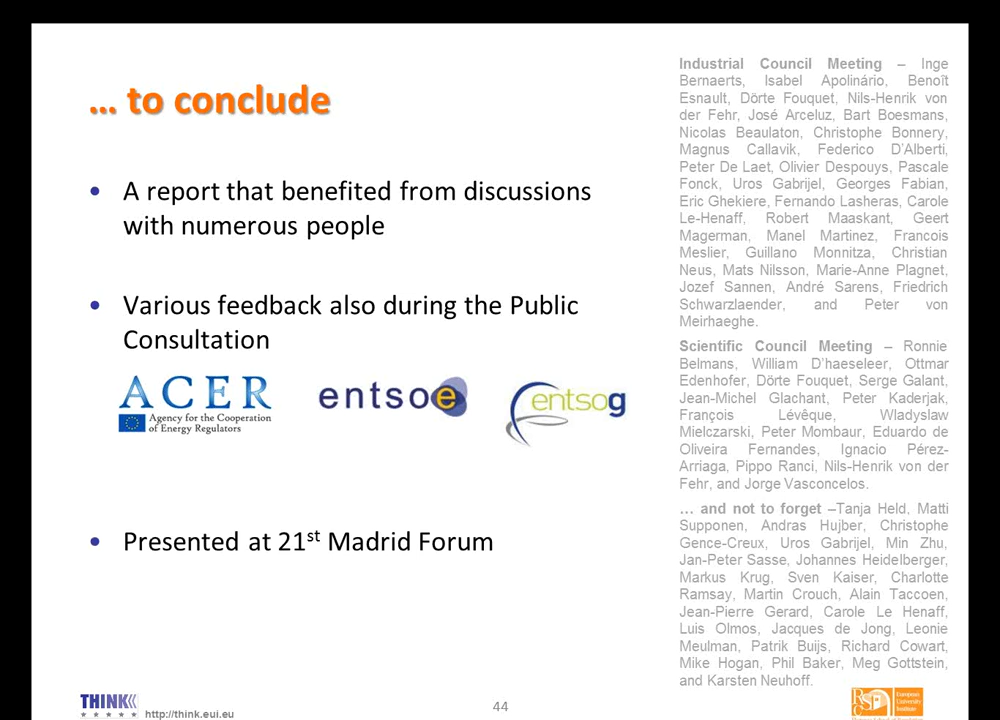 … to conclude
• A report that benefited from discussions
with numerous people
• Various feedback also during the Public
Consultation
ACER
Agency for the Cooperation
of Energy Regulators
entsoe
entsog
• Presented at 21st Madrid Forum
Industrial Council Meeting – Inge
Bernaerts, Isabel Apolinário, Benoît
Esnault, Dörte Fouquet, Nils-Henrik von
der Fehr, José Arceluz, Bart Boesmans,
Nicolas Beaulaton, Christophe Bonnery,
Magnus Callavik, Federico D'Alberti,
Peter De Laet, Olivier Despouys, Pascale
Fonck, Uros Gabrijel, Georges Fabian,
Eric Ghekiere, Fernando Lasheras, Carole
Le-Henaff, Robert Maaskant, Geert
Magerman, Manel Martinez, Francois
Meslier, Guillano Monnitza, Christian
Neus, Mats Nilsson, Marie-Anne Plagnet,
Jozef Sannen, André Sarens, Friedrich
Schwarzlaender, and Peter von
Meirhaeghe.
Scientific Council Meeting – Ronnie
Belmans, William D'haeseleer, Ottmar
Edenhofer, Dörte Fouquet, Serge Galant,
Jean-Michel Glachant, Peter Kaderjak,
François Lévêque, Wladyslaw
Mielczarski, Peter Mombaur, Eduardo de
Oliveira Fernandes, Ignacio Pérez-
Arriaga, Pippo Ranci, Nils-Henrik von der
Fehr, and Jorge Vasconcelos.
… and not to forget –Tanja Held, Matti
Supponen, Andras Hujber, Christophe
Gence-Creux, Uros Gabrijel, Min Zhu,
Jan-Peter Sasse, Johannes Heidelberger,
Markus Krug, Sven Kaiser, Charlotte
Ramsay, Martin Crouch, Alain Taccoen,
Jean-Pierre Gerard, Carole Le Henaff,
Luis Olmos, Jacques de Jong, Leonie
Meulman, Patrik Buijs, Richard Cowart,
Mike Hogan, Phil Baker, Meg Gottstein,
and Karsten Neuhoff.
THINK
http://think.eui.eu
44
European
University
Institute